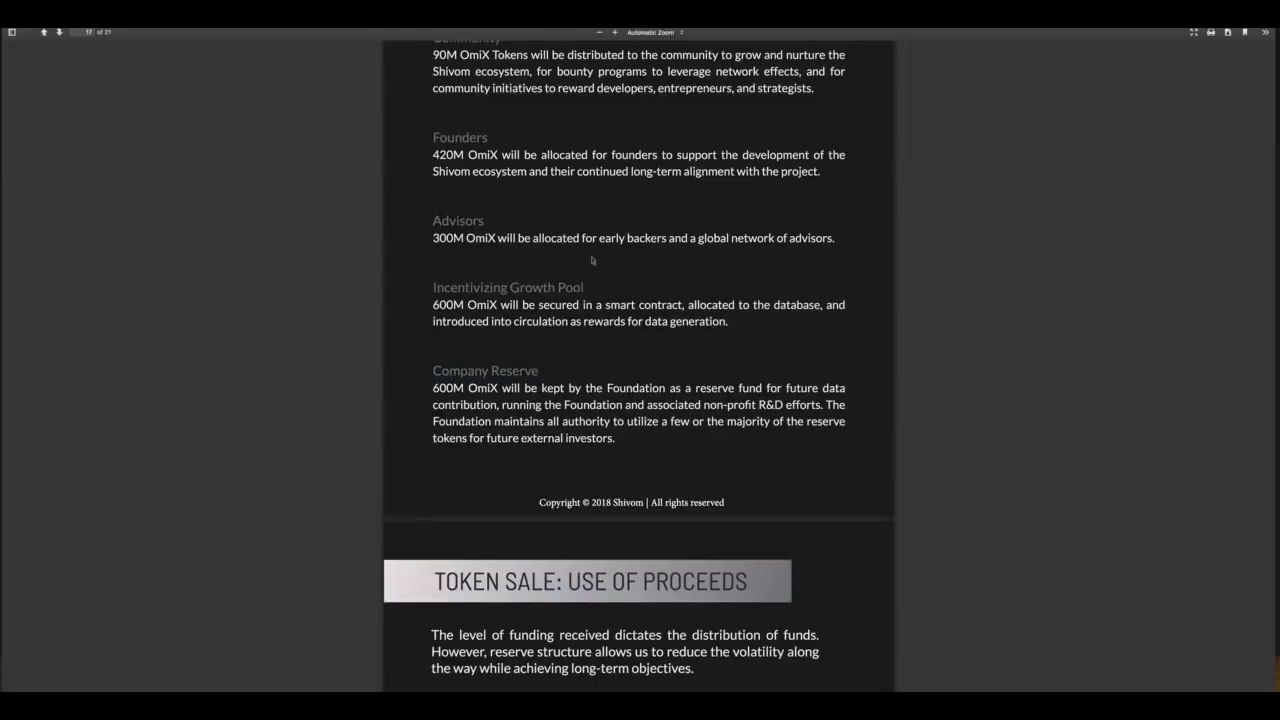 17 of 21
Automatic Zoom
Community
90M OmiX Tokens will be distributed to the community to grow and nurture the
Shivom ecosystem, for bounty programs to leverage network effects, and for
community initiatives to reward developers, entrepreneurs, and strategists.
Founders
420M OmiX will be allocated for founders to support the development of the
Shivom ecosystem and their continued long-term alignment with the project.
Advisors
300M OmiX will be allocated for early backers and a global network of advisors.
Incentivizing Growth Pool
600M OmiX will be secured in a smart contract, allocated to the database, and
introduced into circulation as rewards for data generation.
Company Reserve
600M OmiX will be kept by the Foundation as a reserve fund for future data
contribution, running the Foundation and associated non-profit R&D efforts. The
Foundation maintains all authority to utilize a few or the majority of the reserve
tokens for future external investors.
Copyright © 2018 Shivom | All rights reserved
TOKEN SALE: USE OF PROCEEDS
The level of funding received dictates the distribution of funds.
However, reserve structure allows us to reduce the volatility along
the way while achieving long-term objectives.